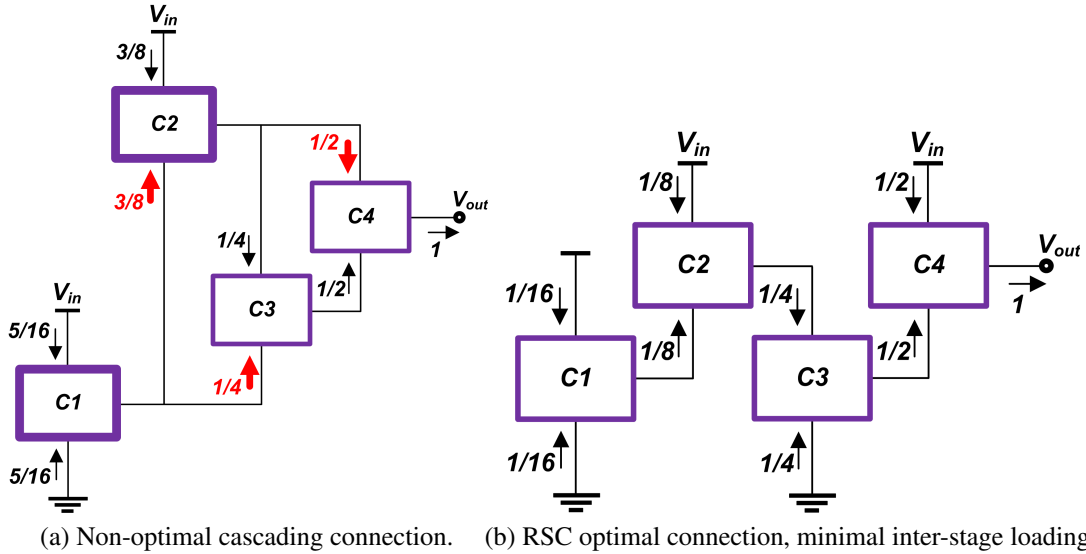 V_in
3/8
C2
1/2
3/8
C4
V_out
1
1/4
1/2
C3
V_in
5/16
1/4
C1
5/16
V_in
V_in
1/8
1/2
C2
C4
V_out
1/16
1/4
1
1/8
1/2
C1
C3
1/16
1/4
(a) Non-optimal cascading connection.
(b) RSC optimal connection, minimal inter-stage loading